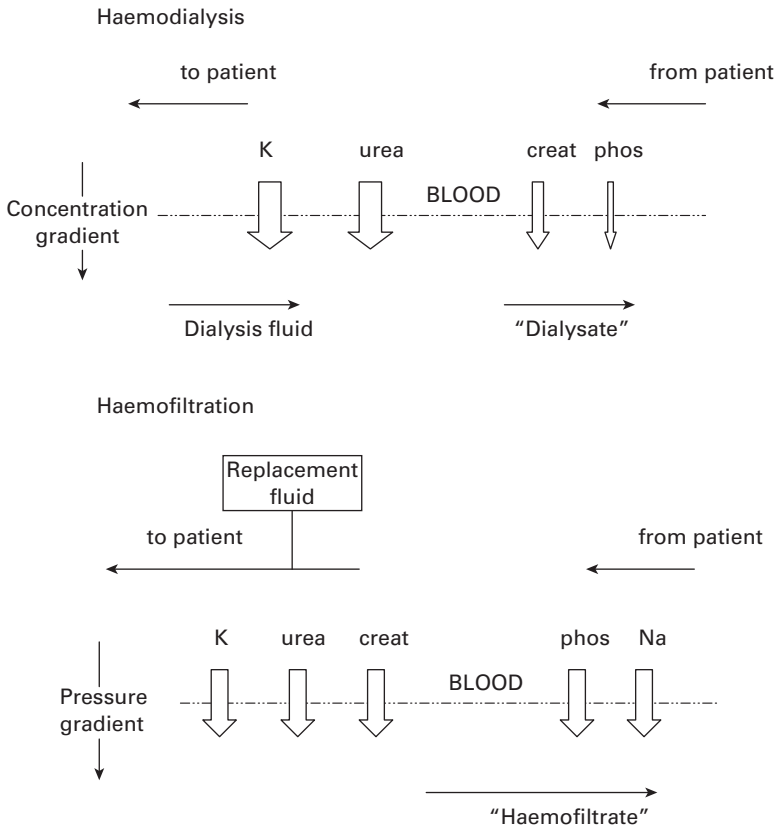 Haemodialysis
to patient
from patient
K
urea
creat
phos
BLOOD
Concentration
gradient
Dialysis fluid
“Dialysate”
Haemofiltration
Replacement
fluid
to patient
from patient
K
urea
creat
phos
Na
BLOOD
Pressure
gradient
“Haemofiltrate”